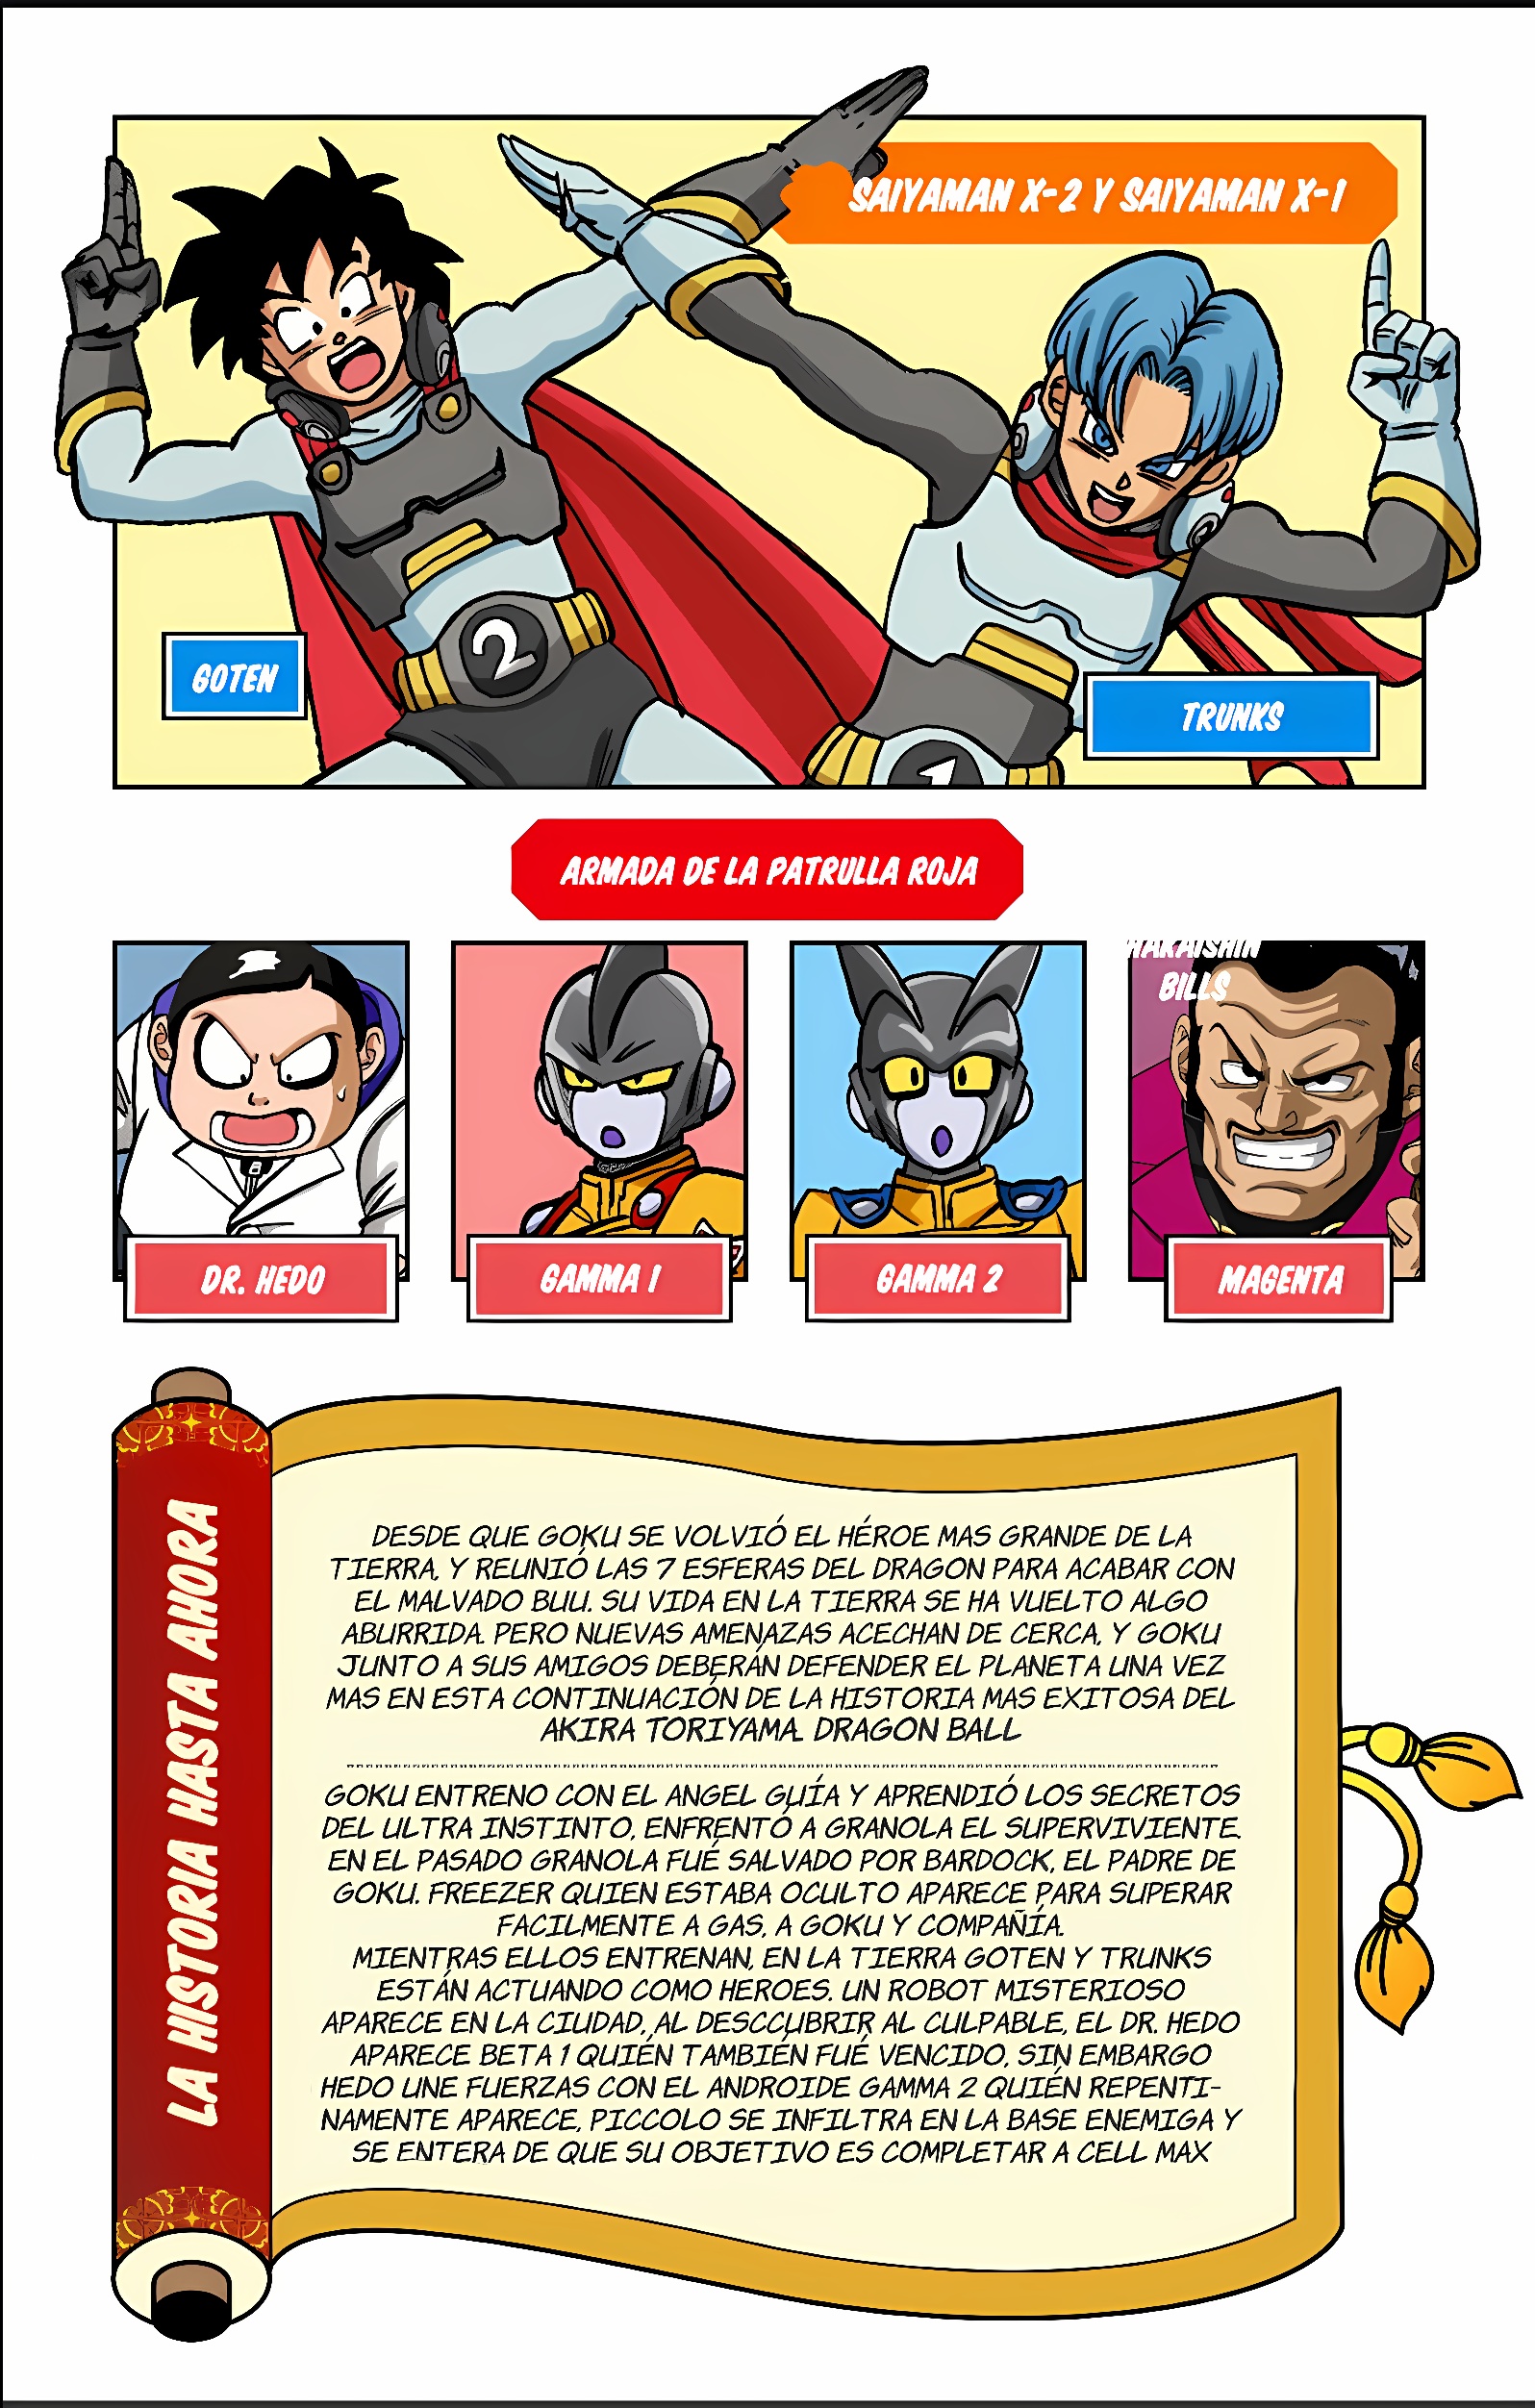 SAIYAMAN X-2 Y SAIYAMAN X-1
2
GOTEN
TRUNKS
1
ARMADA DE LA PATRULLA ROJA
HAKAISHIN
BILLS
DR. HEDO
GAMMA 1
GAMMA 2
MAGENTA
LA HISTORIA HASTA AHORA
DESDE QUE GOKU SE VOLVIÓ EL HÉROE MAS GRANDE DE LA
TIERRA, Y REUNIÓ LAS 7 ESFERAS DEL DRAGON PARA ACABAR CON
EL MALVADO BUU. SU VIDA EN LA TIERRA SE HA VUELTO ALGO
ABURRIDA. PERO NUEVAS AMENAZAS ACECHAN DE CERCA, Y GOKU
JUNTO A SUS AMIGOS DEBERÁN DEFENDER EL PLANETA UNA VEZ
MAS EN ESTA CONTINUACIÓN DE LA HISTORIA MAS EXITOSA DEL
AKIRA TORIYAMA. DRAGON BALL
GOKU ENTRENO CON EL ANGEL GUÍA Y APRENDIÓ LOS SECRETOS
DEL ULTRA INSTINTO, ENFRENTÓ A GRANOLA EL SUPERVIVIENTE.
EN EL PASADO GRANOLA FUÉ SALVADO POR BARDOCK, EL PADRE DE
GOKU. FREEZER QUIEN ESTABA OCULTO APARECE PARA SUPERAR
FACILMENTE A GAS, A GOKU Y COMPAÑÍA.
MIENTRAS ELLOS ENTRENAN, EN LA TIERRA GOTEN Y TRUNKS
ESTÁN ACTUANDO COMO HEROES. UN ROBOT MISTERIOSO
APARECE EN LA CIUDAD, AL DESCCUBRIR AL CULPABLE, EL DR. HEDO
APARECE BETA 1 QUIÉN TAMBIÉN FUÉ VENCIDO, SIN EMBARGO
HEDO UNE FUERZAS CON EL ANDROIDE GAMMA 2 QUIÉN REPENTI-
NAMENTE APARECE, PICCOLO SE INFILTRA EN LA BASE ENEMIGA Y
SE ENTERA DE QUE SU OBJETIVO ES COMPLETAR A CELL MAX